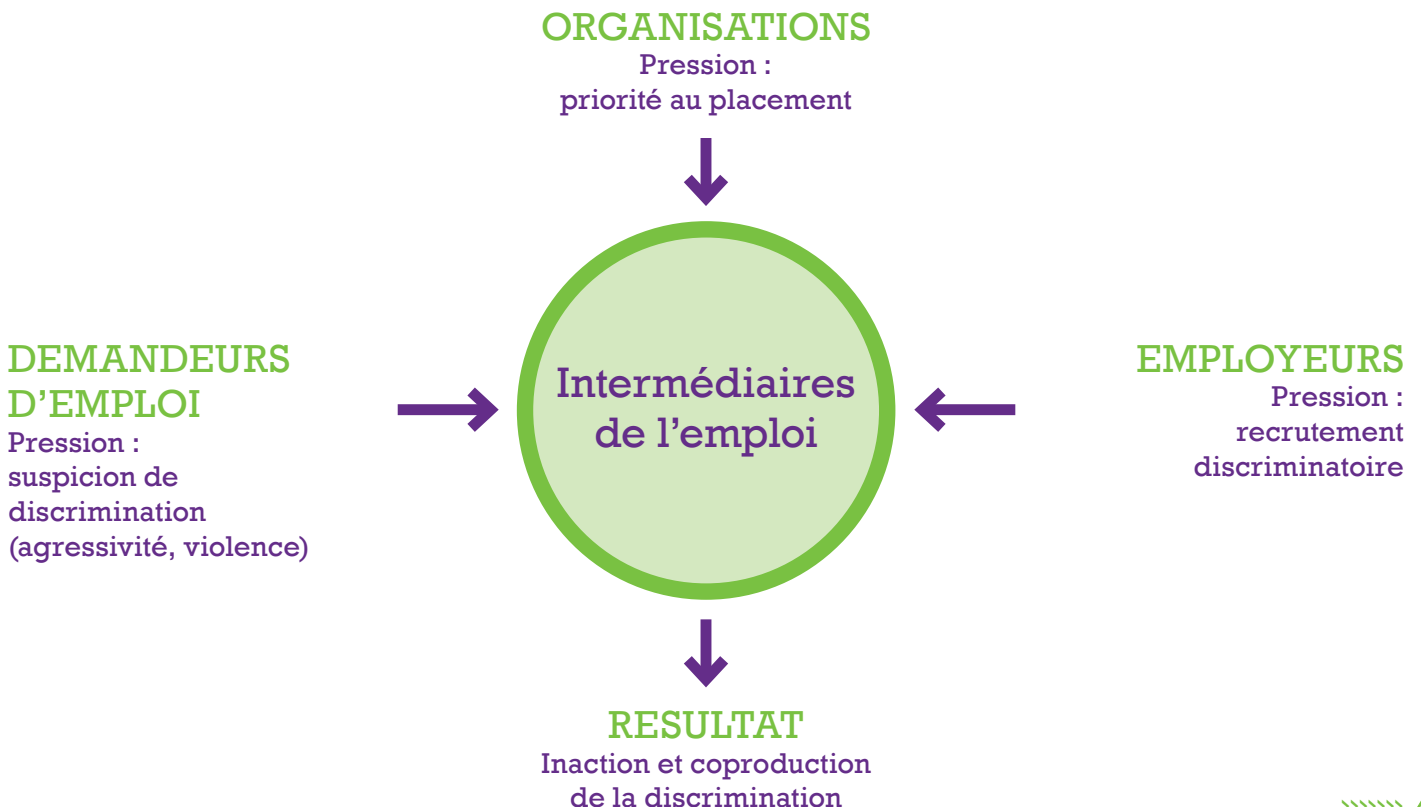 ORGANISATIONS
Pression :
priorité au placement
DEMANDEURS
D’EMPLOI
Pression :
suspicion de
discrimination
(agressivité, violence)
Intermédiaires
de l’emploi
EMPLOYEURS
Pression :
recrutement
discriminatoire
RESULTAT
Inaction et coproduction
de la discrimination